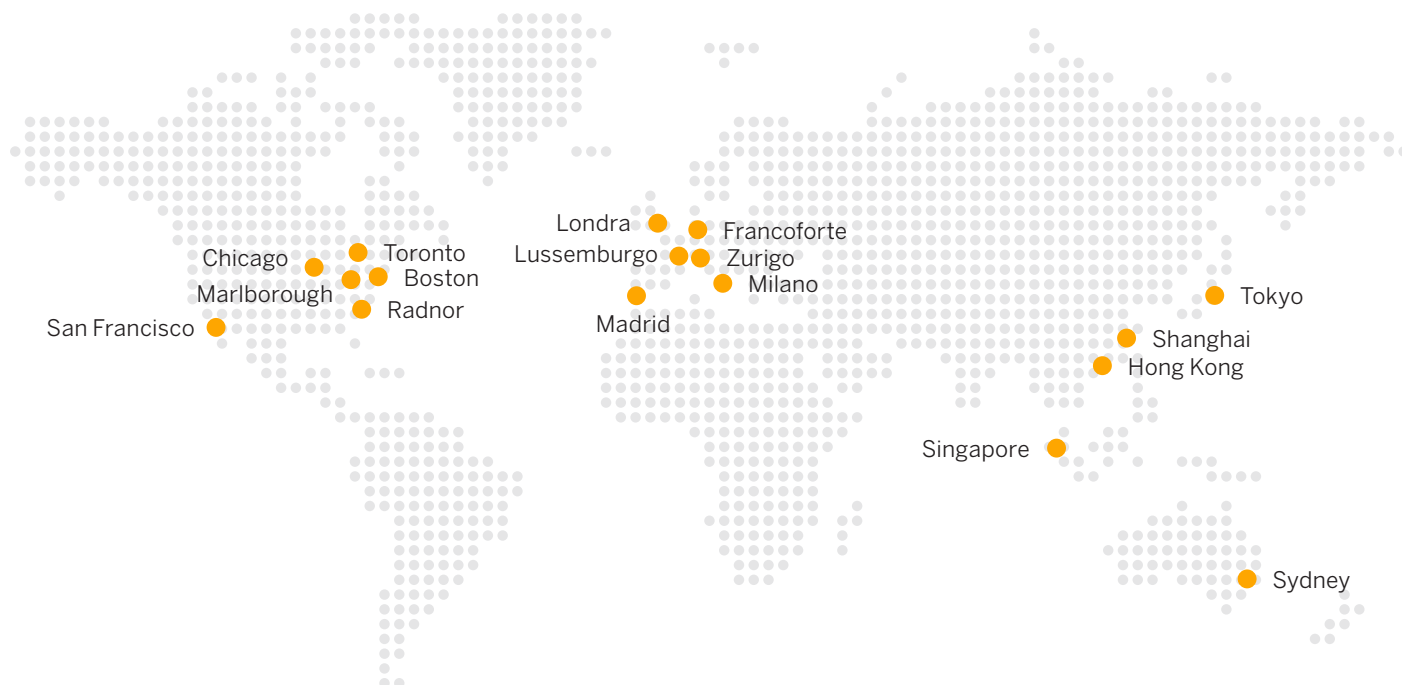 Londra
Francoforte
Toronto
Lussemburgo
Zurigo
Chicago
Boston
Milano
Marlborough
Tokyo
Radnor
Madrid
San Francisco
Shanghai
Hong Kong
Singapore
Sydney